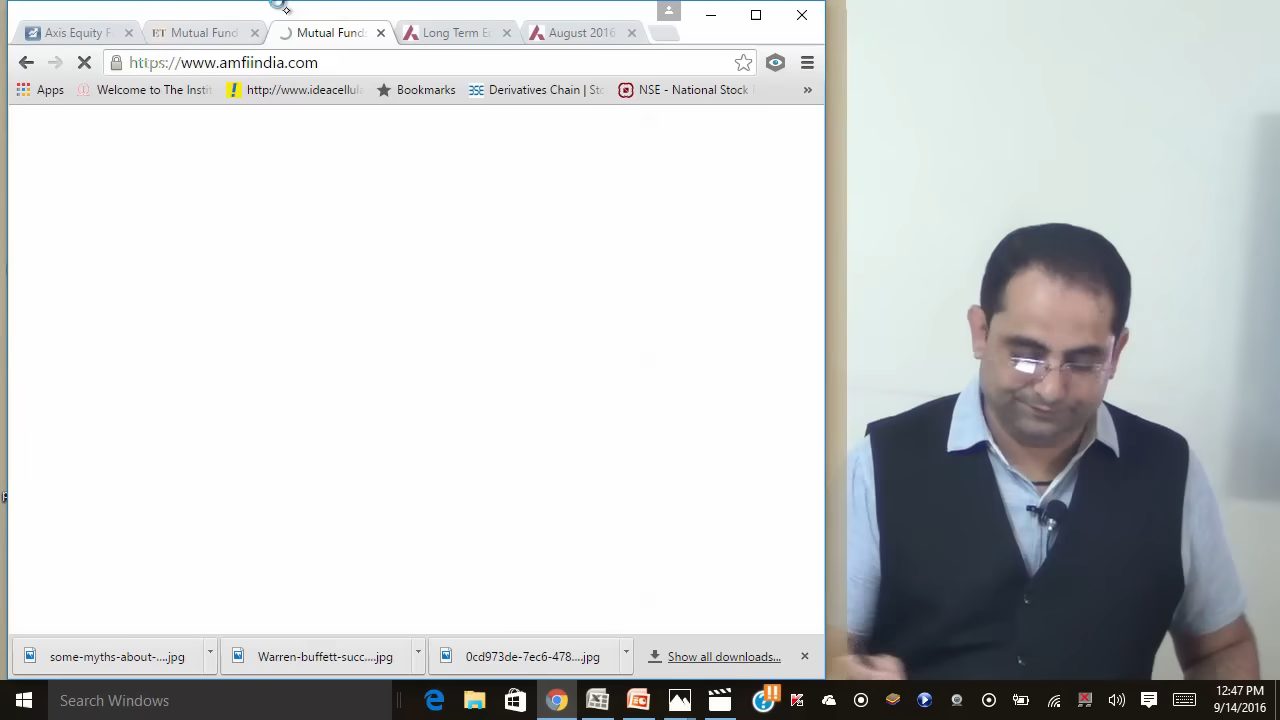 Axis Equity F
ET Mutual Fund
Mutual Fund
Long Term E
August 2016
https://www.amfiindia.com
Apps
Welcome to The Insti
http://www.ideacellul
Bookmarks
BSE Derivatives Chain | St
NSE - National Stock
»
some-myths-about-....jpg
Warren-buffett-succ....jpg
0cd973de-7ec6-478....jpg
Show all downloads...
Search Windows
12:47 PM
9/14/2016